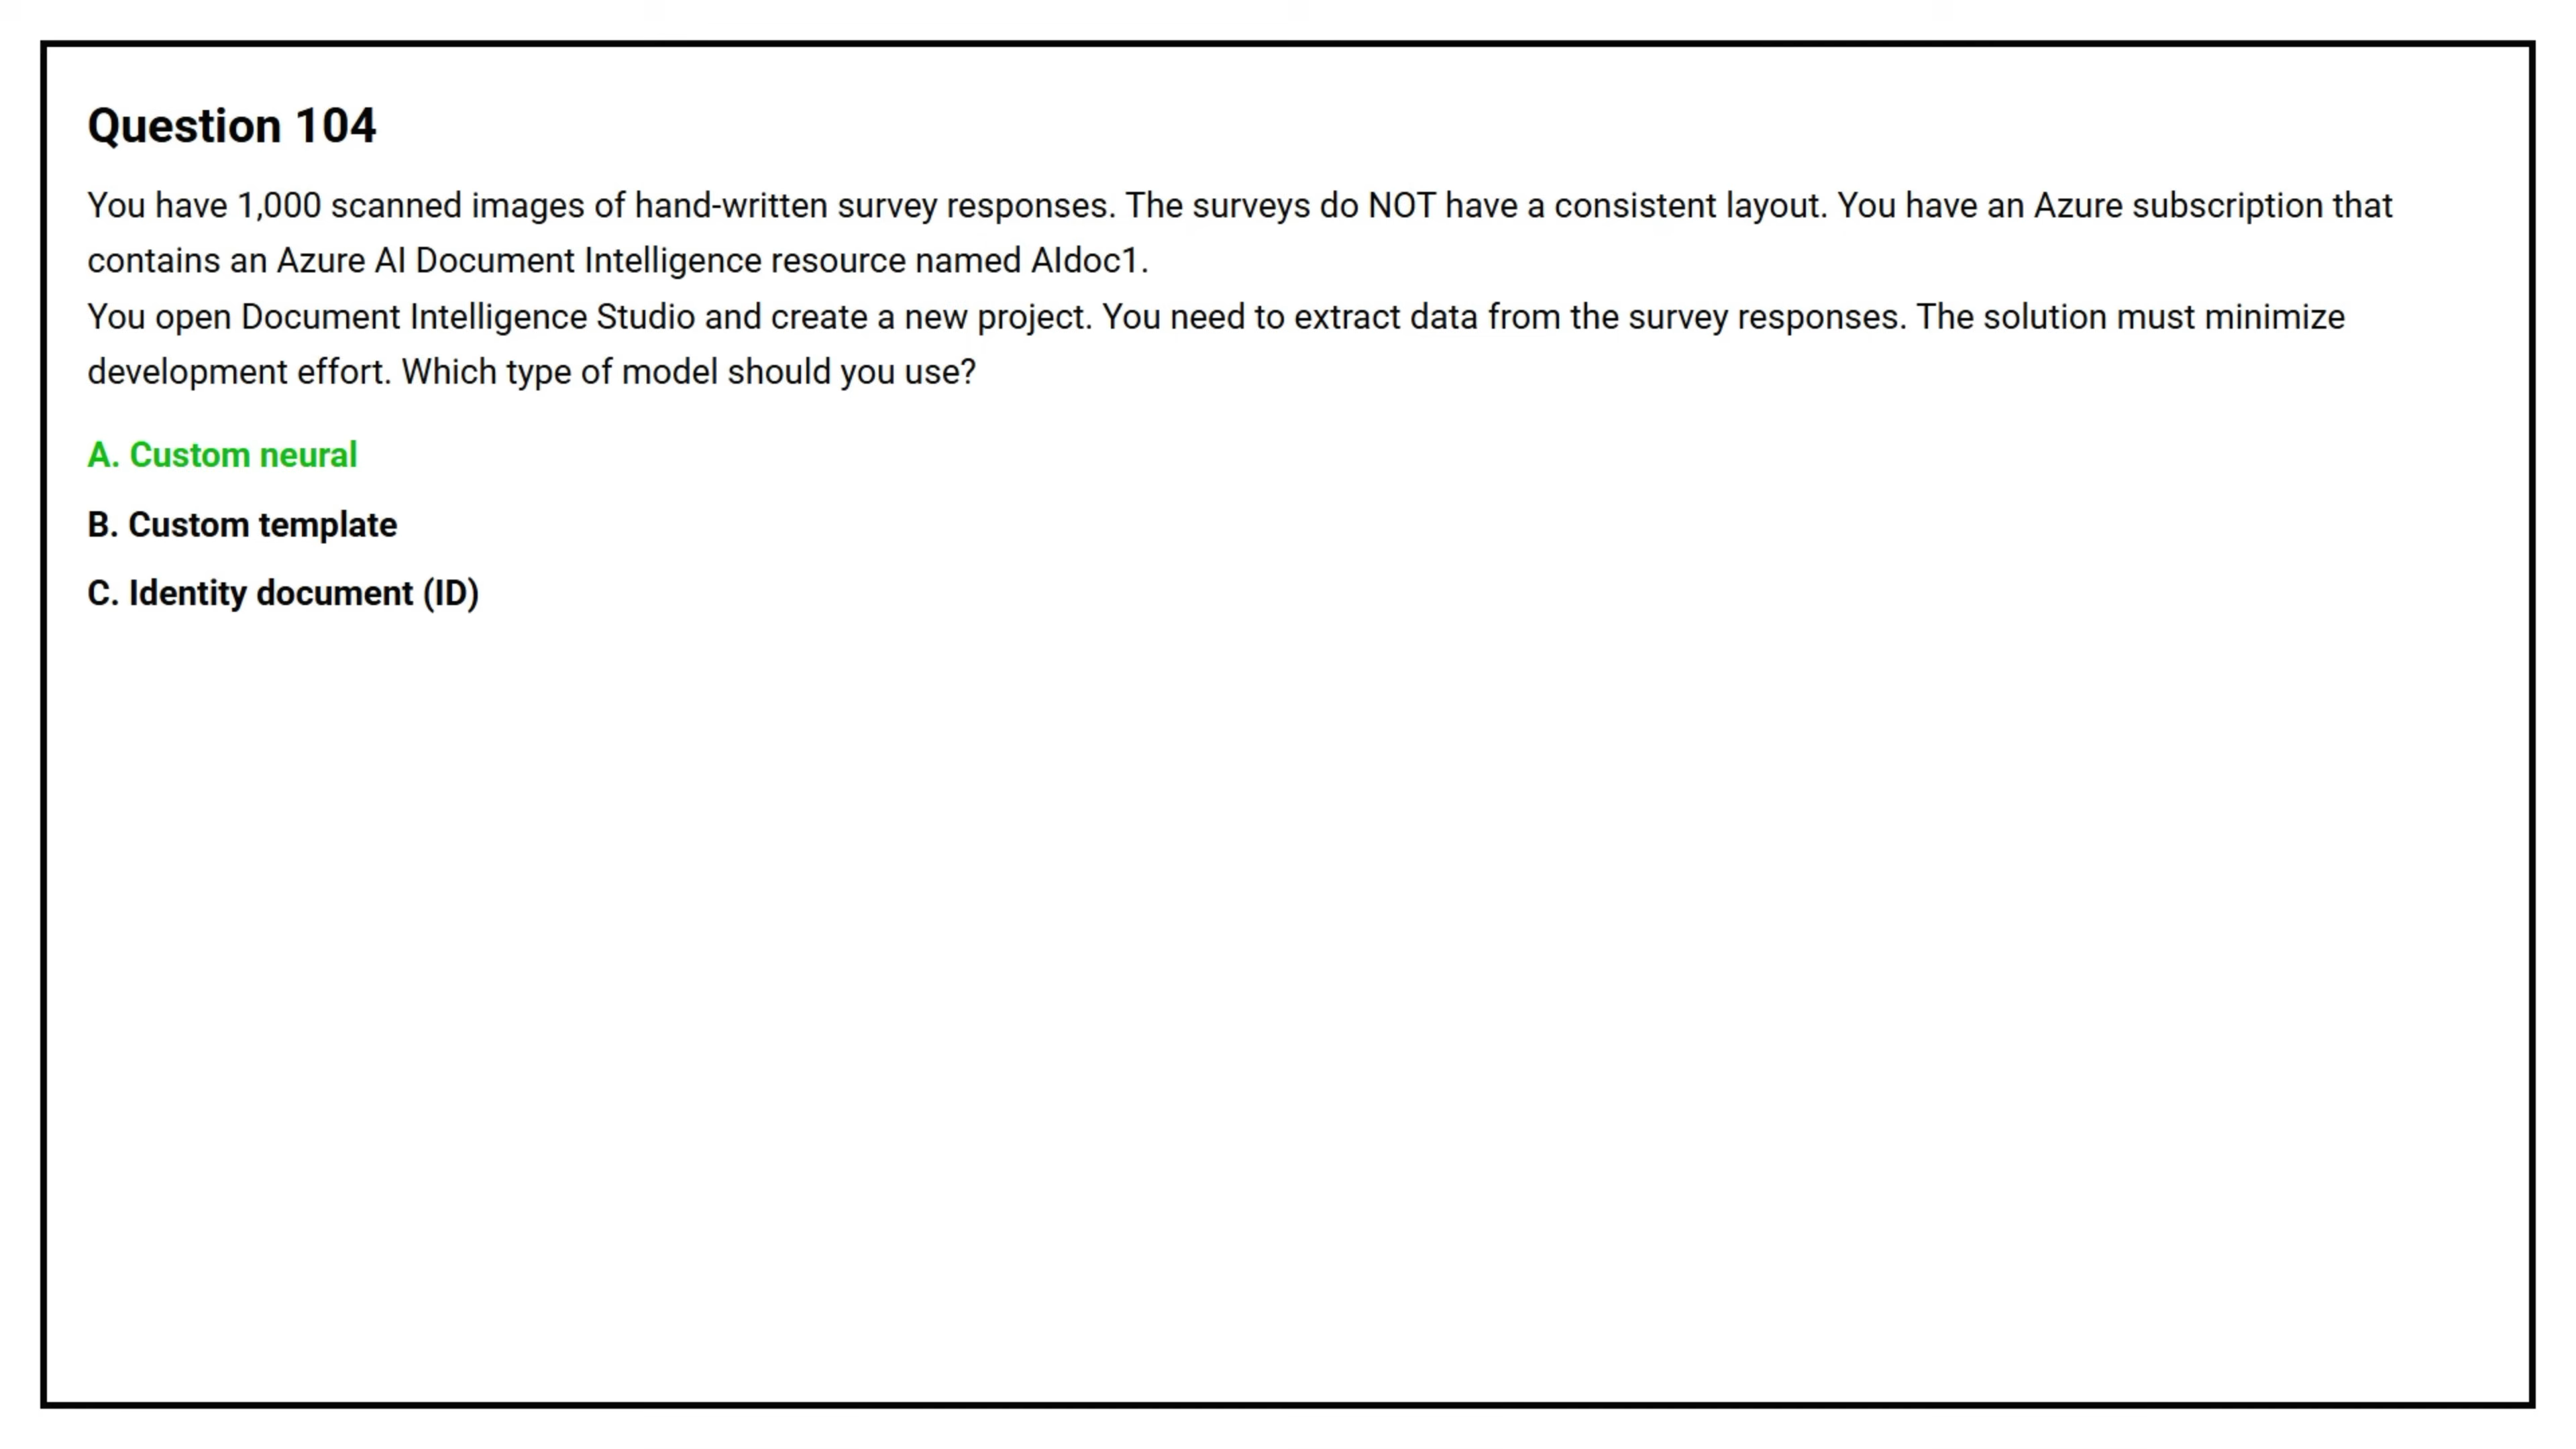 Question 104
You have 1,000 scanned images of hand-written survey responses. The surveys do NOT have a consistent layout. You have an Azure subscription that
contains an Azure AI Document Intelligence resource named AIdoc1.
You open Document Intelligence Studio and create a new project. You need to extract data from the survey responses. The solution must minimize
development effort. Which type of model should you use?
A. Custom neural
B. Custom template
C. Identity document (ID)